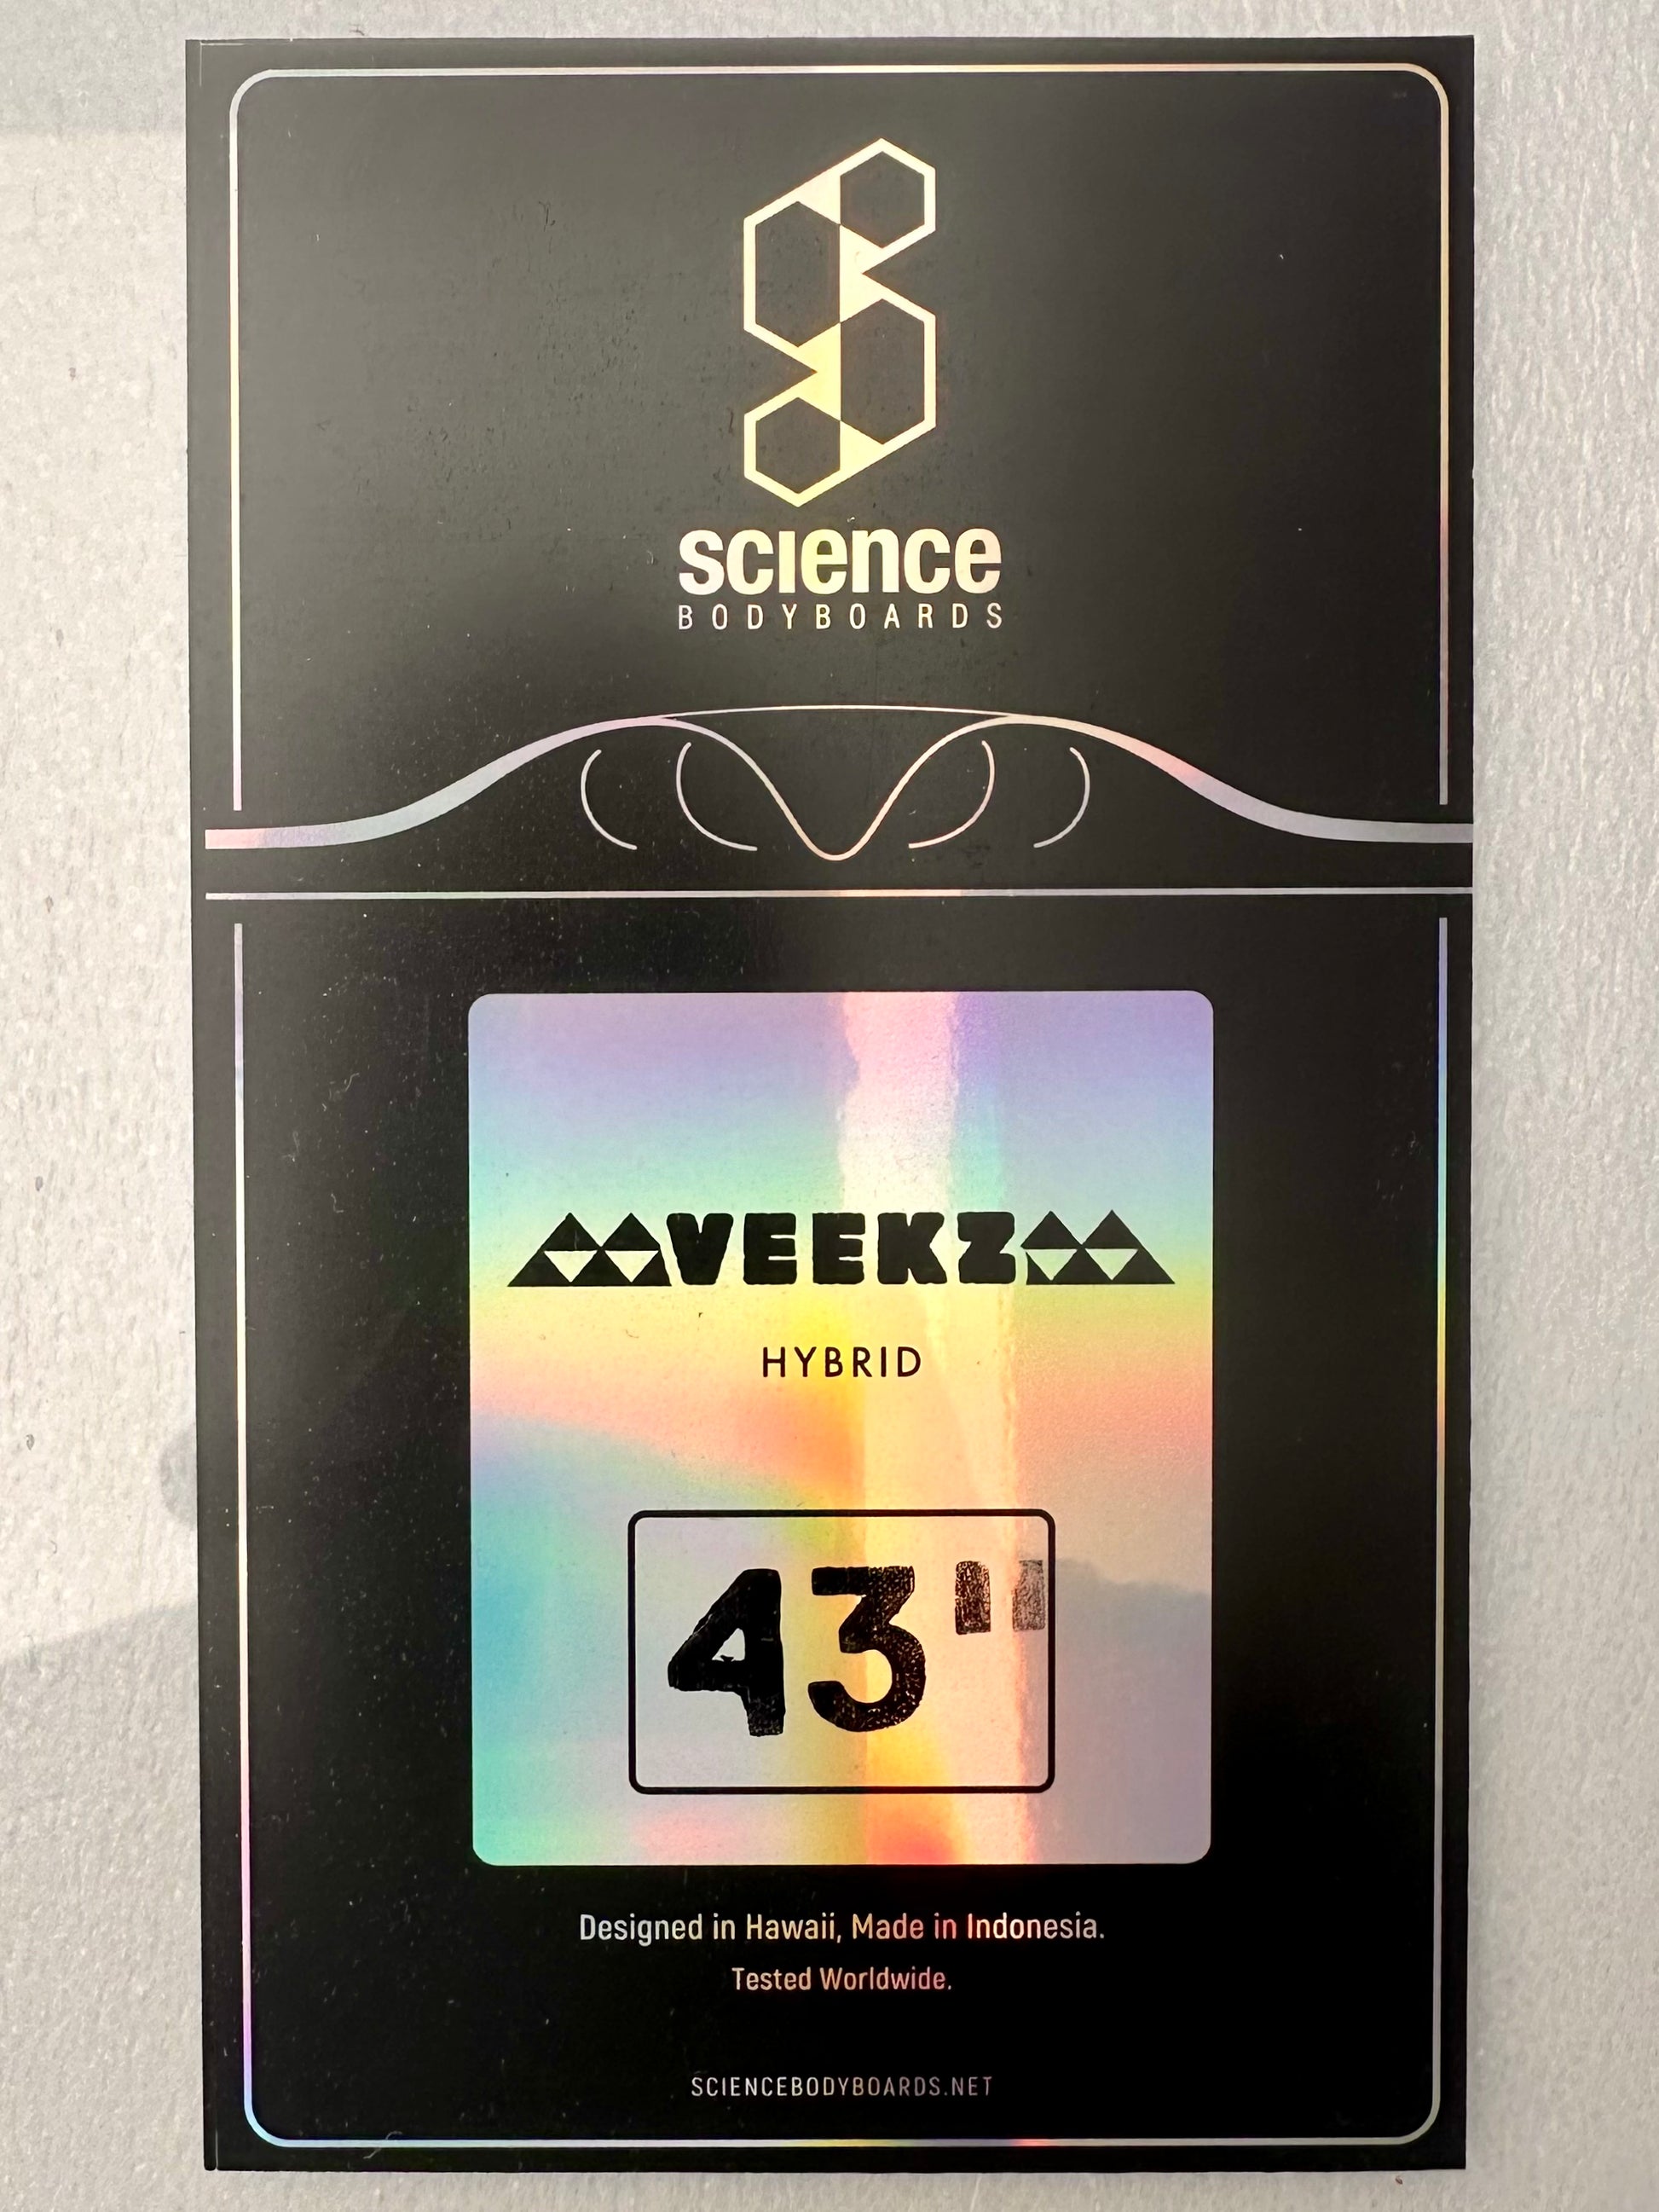 science
BODYBOARDS
VEEKZ
HYBRID
43"
Designed in Hawaii, Made in Indonesia.
Tested Worldwide.
SCIENCEBODYBOARDS.NET